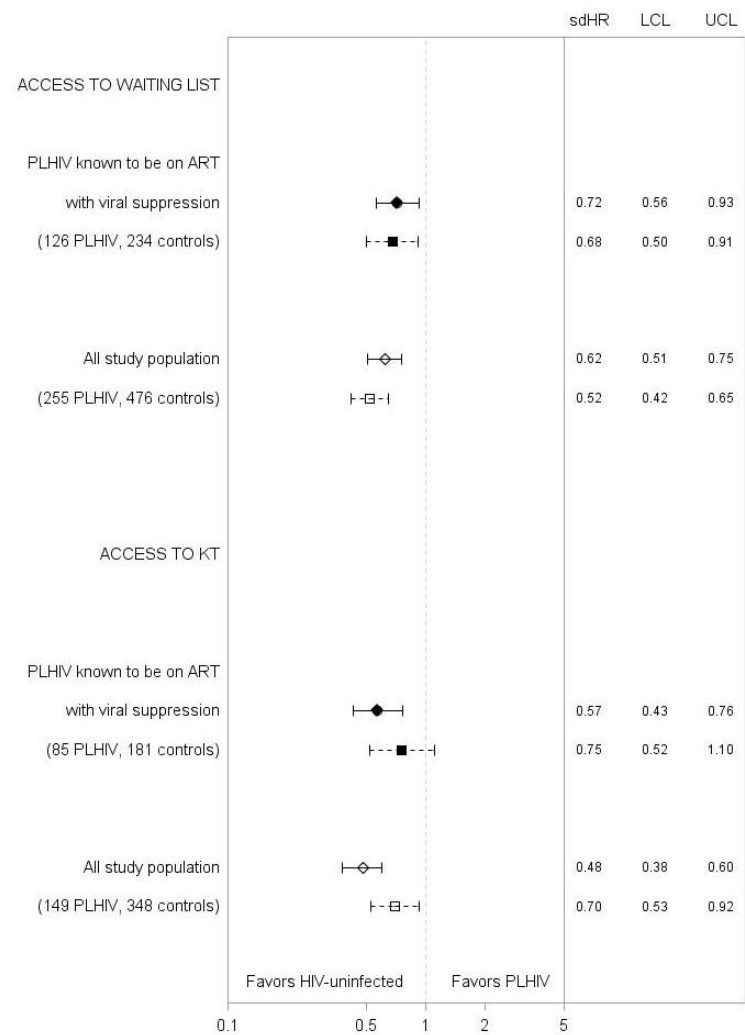 sdHR LCL UCL
ACCESS TO WAITING LIST
PLHIV known to be on ART
with viral suppression 0.72 0.56 0.93
(126 PLHIV, 234 controls) 0.68 0.50 0.91
All study population 0.62 0.51 0.75
(255 PLHIV, 476 controls) 0.52 0.42 0.65
ACCESS TO KT
PLHIV known to be on ART
with viral suppression 0.57 0.43 0.76
(85 PLHIV, 181 controls) 0.75 0.52 1.10
All study population 0.48 0.38 0.60
(149 PLHIV, 348 controls) 0.70 0.53 0.92
Favors HIV-uninfected Favors PLHIV
0.1 0.5 1 2 5